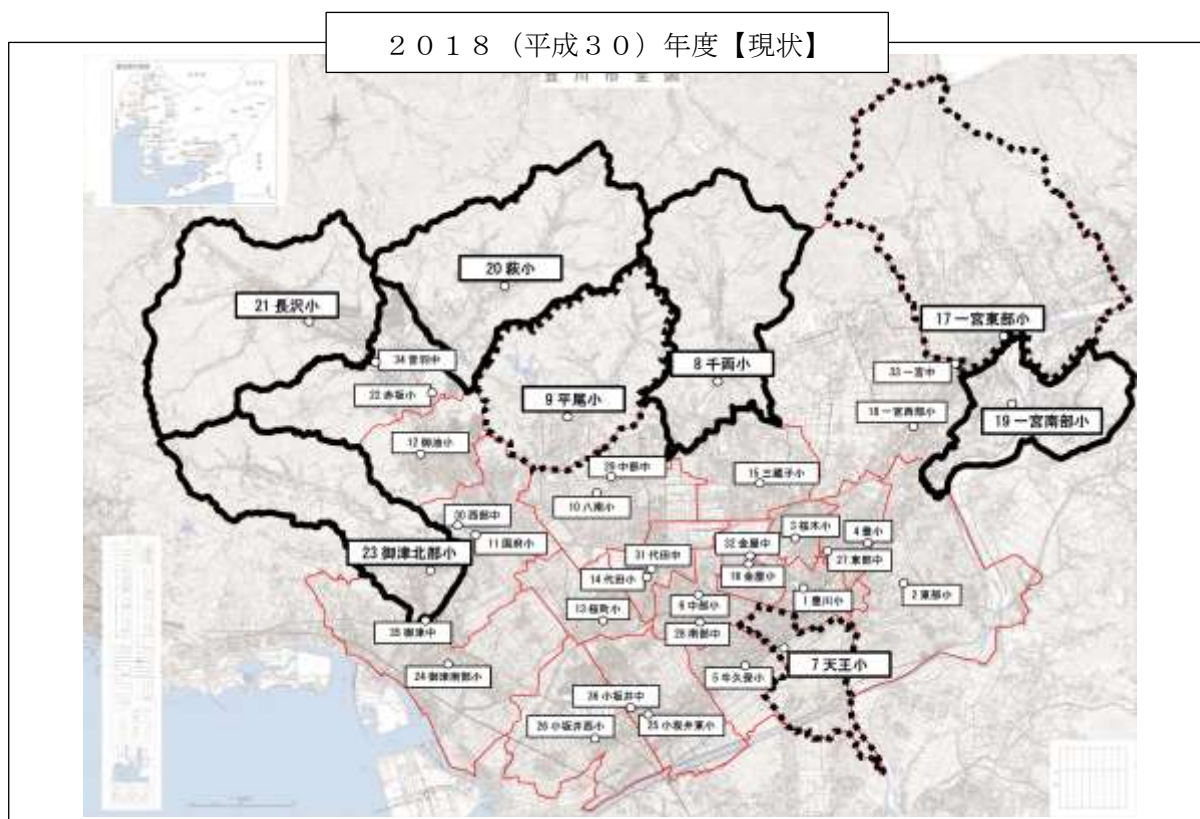 ２０１８（平成３０）年度【現状】
豊川市全図
20 萩小
21 長沢小
17 一宮東部小
34 音羽中
8 千両小
33 一宮中
22 赤坂小
9 平尾小
18 一宮西部小
19 一宮南部小
12 御油小
29 中部中
15 三蔵子小
10 八南小
30 西部中
3 桜木小
4 豊小
11 国府小
32 金屋中
31 代田中
27 東部中
23 御津北部小
14 代田小
2 東部小
1 豊川小
13 桜町小
6 中部小
35 御津中
28 南部中
7 天王小
24 御津南部小
5 牛久保小
36 小坂井中
26 小坂井西小
25 小坂井東小